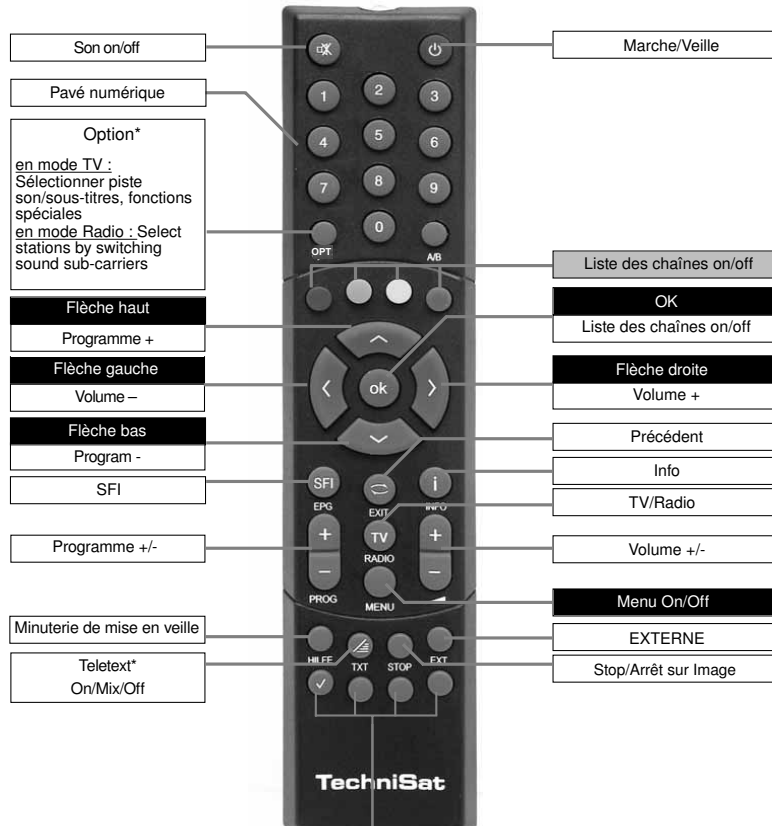 Son on/off
Marche/Veille
Pavé numérique
1 2 3
4 5 6
7 8 9
0
OPT
A/B
Option*
en mode TV :
Sélectionner piste
son/sous-titres, fonctions
spéciales
en mode Radio : Select
stations by switching
sound sub-carriers
Liste des chaînes on/off
Flèche haut
Programme +
OK
Liste des chaînes on/off
Flèche gauche
Volume –
ok
Flèche droite
Volume +
Flèche bas
Program -
Précédent
SFI
Info
SFI
i
EPG
EXIT
INFO
TV/Radio
Programme +/-
+
TV
+
Volume +/-
RADIO
–
–
PROG
MENU
Menu On/Off
Minuterie de mise en veille
EXTERNE
HILFE
TXT
STOP
EXT
Teletext*
On/Mix/Off
Stop/Arrêt sur Image
TechniSat